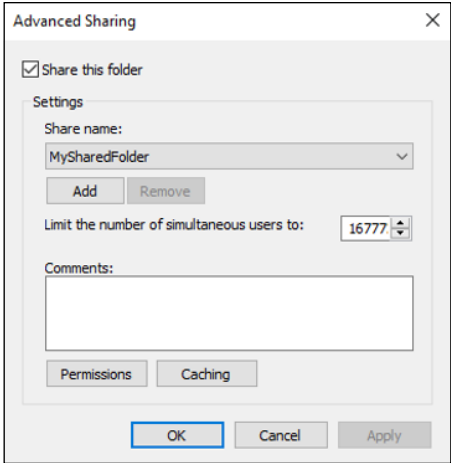 Advanced Sharing
Share this folder
Settings
Share name:
MySharedFolder
Add Remove
Limit the number of simultaneous users to: 16777
Comments:
Permissions Caching
OK Cancel Apply